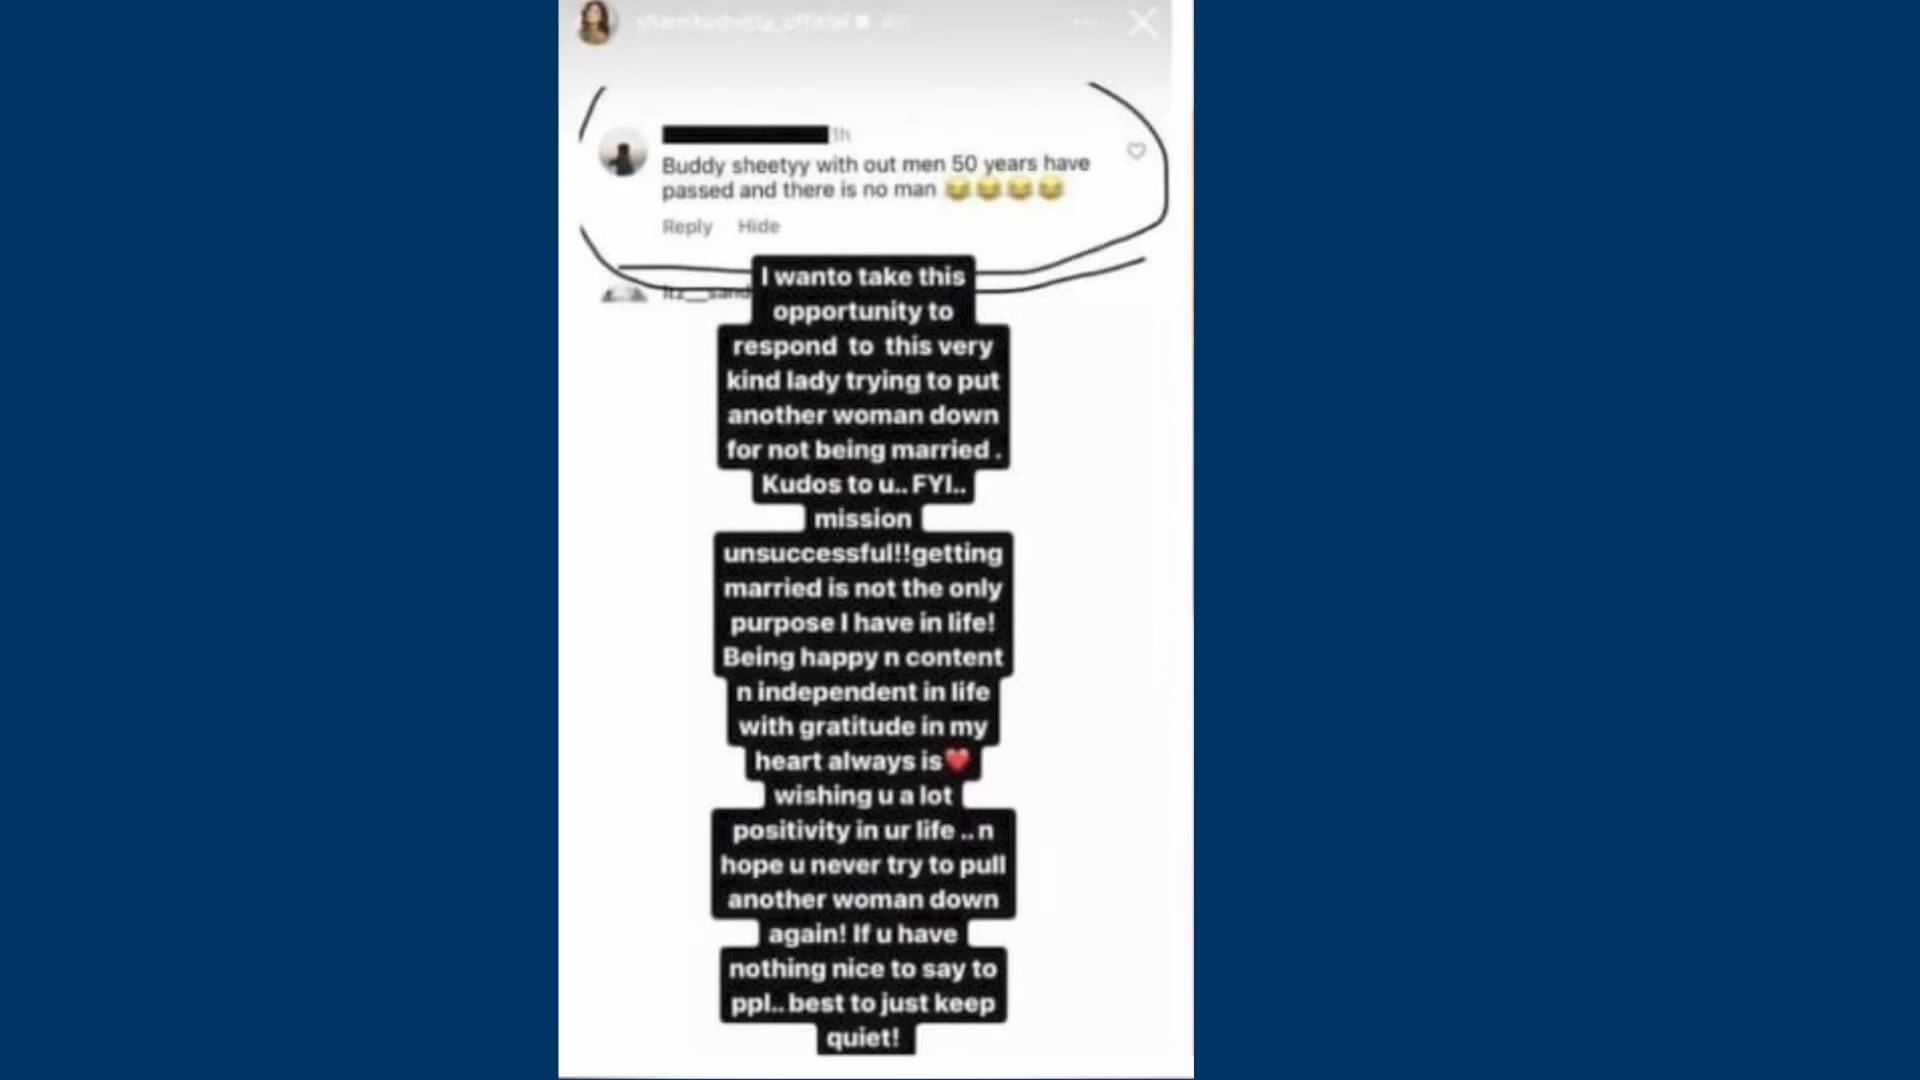 shamitashetty_official
1h
Buddy sheetyy with out men 50 years have
passed and there is no man 😂😂😂😂
Reply Hide
I wanto take this
opportunity to
respond to this very
kind lady trying to put
another woman down
for not being married .
Kudos to u.. FYI..
mission
unsuccessful!!getting
married is not the only
purpose I have in life!
Being happy n content
n independent in life
with gratitude in my
heart always is❤️
wishing u a lot
positivity in ur life .. n
hope u never try to pull
another woman down
again! If u have
nothing nice to say to
ppl.. best to just keep
quiet!